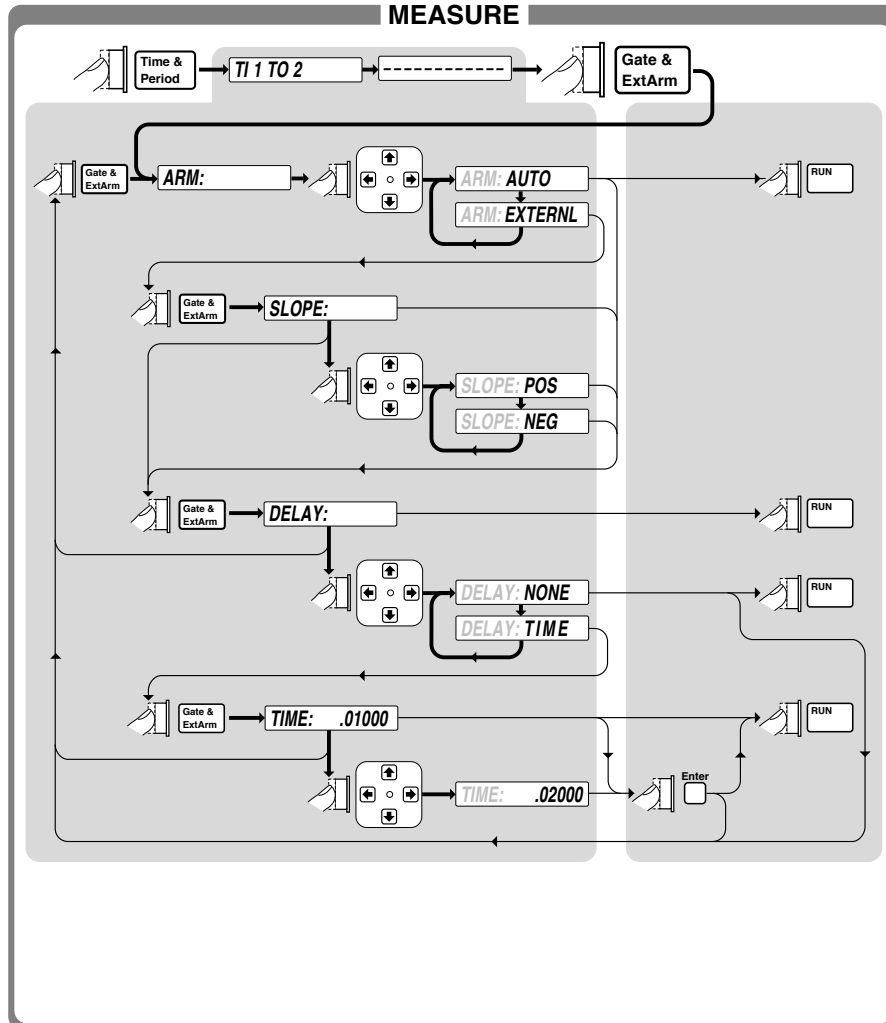 MEASURE
Time &
Period
TI 1 TO 2
-------------
Gate &
ExtArm
Gate &
ExtArm
ARM:
ARM: AUTO
ARM: EXTERNL
RUN
Gate &
ExtArm
SLOPE:
SLOPE: POS
SLOPE: NEG
Gate &
ExtArm
DELAY:
RUN
DELAY: NONE
DELAY: TIME
RUN
Gate &
ExtArm
TIME: .01000
RUN
TIME: .02000
Enter